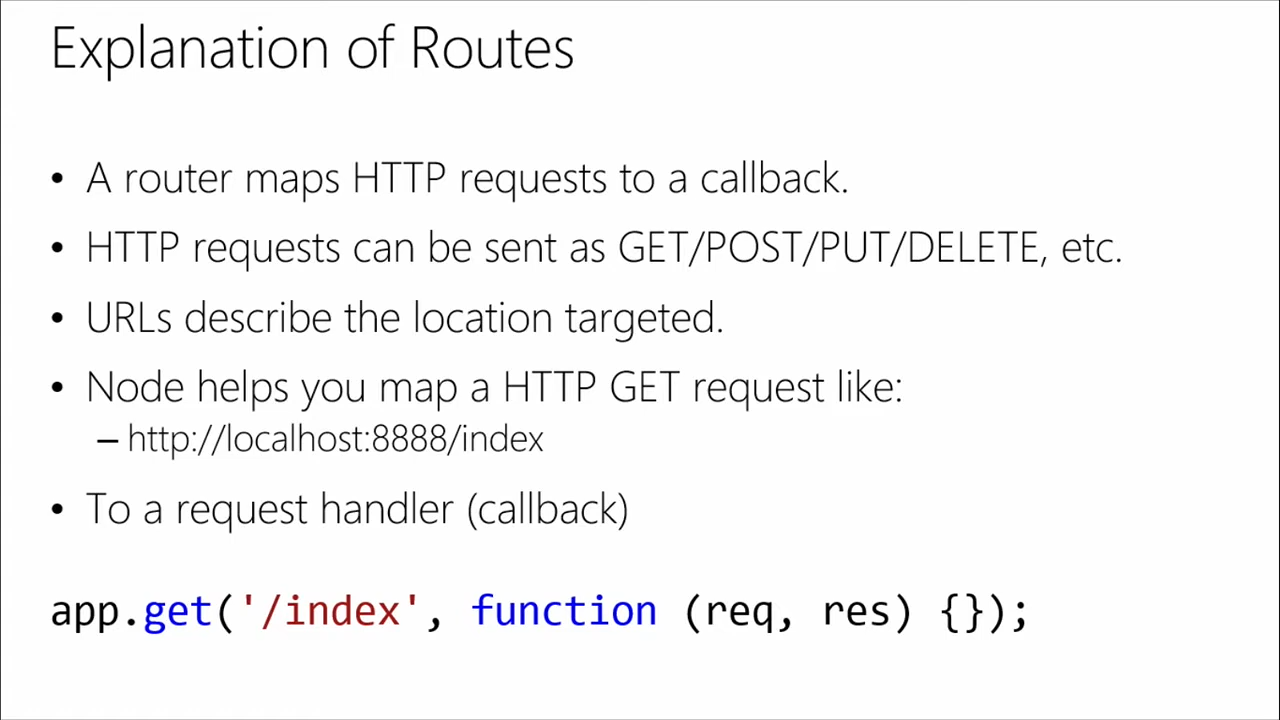 Explanation of Routes
• A router maps HTTP requests to a callback.
• HTTP requests can be sent as GET/POST/PUT/DELETE, etc.
• URLs describe the location targeted.
• Node helps you map a HTTP GET request like:
– http://localhost:8888/index
• To a request handler (callback)
app.get('/index', function (req, res) {});